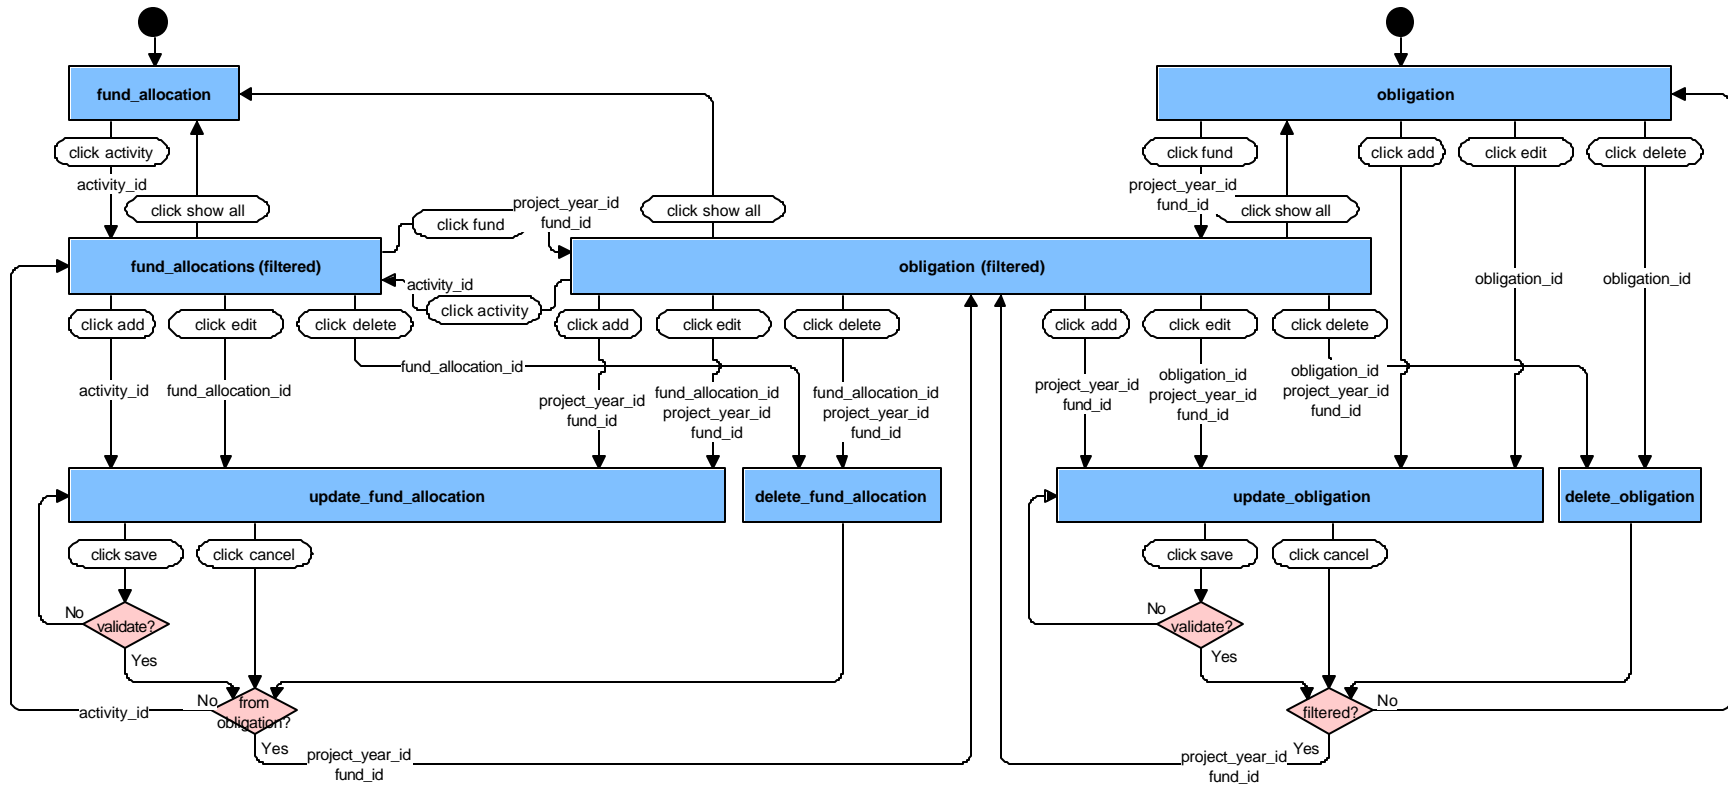 fund_allocation
obligation
click activity
click fund
click add
click edit
click delete
activity_id
project_year_id
fund_id
click show all
click show all
click show all
click fund
project_year_id
fund_id
fund_allocations (filtered)
obligation (filtered)
activity_id
click activity
obligation_id
obligation_id
click add
click edit
click delete
click add
click edit
click delete
click add
click edit
click delete
fund_allocation_id
activity_id
fund_allocation_id
project_year_id
fund_id
fund_allocation_id
project_year_id
fund_id
fund_allocation_id
project_year_id
fund_id
project_year_id
fund_id
obligation_id
project_year_id
fund_id
obligation_id
project_year_id
fund_id
update_fund_allocation
delete_fund_allocation
update_obligation
delete_obligation
click save
click cancel
click save
click cancel
No
validate?
Yes
No
validate?
Yes
No
from
obligation?
activity_id
Yes
project_year_id
fund_id
filtered?
No
Yes
project_year_id
fund_id